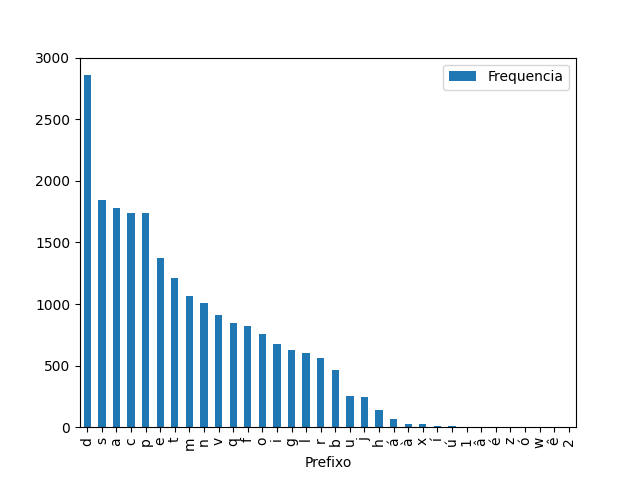 3000
2500
2000
1500
1000
500
0
Frequencia
d s a c p e t m n v q f o i g l r b u j h á à x í ú 1 â é z ó w ê 2
Prefixo